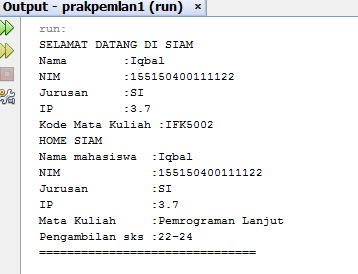 Output - prakpemlan1 (run) ×
run:
SELAMAT DATANG DI SIAM
Nama :Iqbal
NIM :155150400111122
Jurusan :SI
IP :3.7
Kode Mata Kuliah :IFK5002
HOME SIAM
Nama mahasiswa :Iqbal
NIM :155150400111122
Jurusan :SI
IP :3.7
Mata Kuliah :Pemrograman Lanjut
Pengambilan sks :22-24
===============================